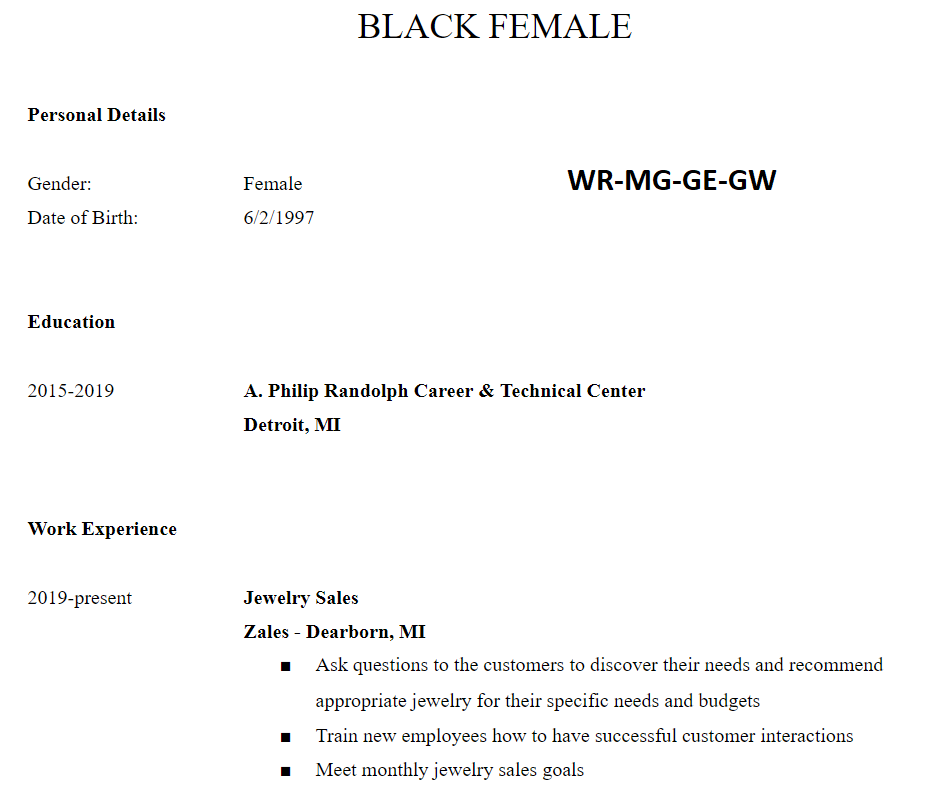 BLACK FEMALE
Personal Details
Gender: Female WR-MG-GE-GW
Date of Birth: 6/2/1997
Education
2015-2019 A. Philip Randolph Career & Technical Center
Detroit, MI
Work Experience
2019-present Jewelry Sales
Zales - Dearborn, MI
■ Ask questions to the customers to discover their needs and recommend
appropriate jewelry for their specific needs and budgets
■ Train new employees how to have successful customer interactions
■ Meet monthly jewelry sales goals